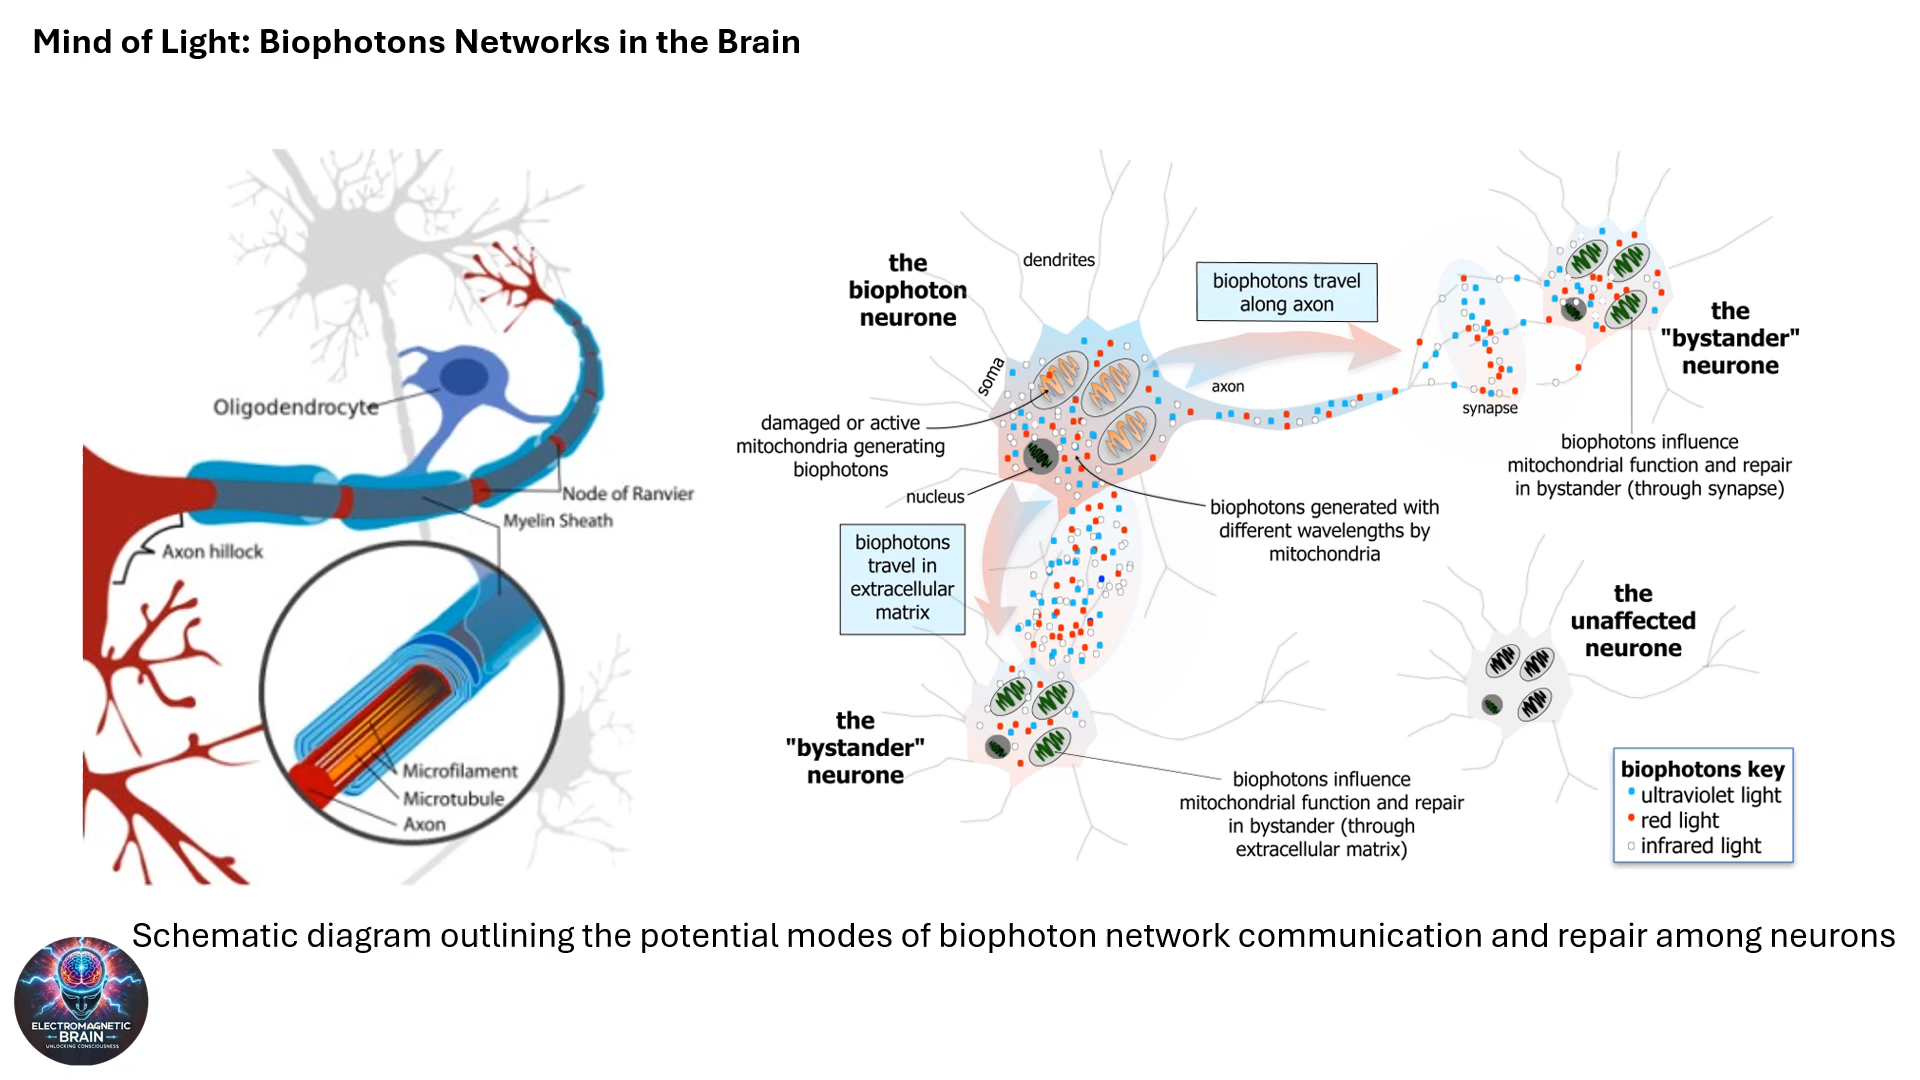 Mind of Light: Biophotons Networks in the Brain
Oligodendrocyte
Node of Ranvier
Myelin Sheath
Axon hillock
Microfilament
Microtubule
Axon
the
biophoton
neurone
dendrites
soma
damaged or active
mitochondria generating
biophotons
nucleus
biophotons travel
along axon
axon
synapse
the
"bystander"
neurone
biophotons influence
mitochondrial function and repair
in bystander (through synapse)
biophotons generated with
different wavelengths by
mitochondria
biophotons
travel in
extracellular
matrix
the
"bystander"
neurone
biophotons influence
mitochondrial function and repair
in bystander (through
extracellular matrix)
the
unaffected
neurone
biophotons key
ultraviolet light
red light
infrared light
Schematic diagram outlining the potential modes of biophoton network communication and repair among neurons
ELECTROMAGNETIC
BRAIN
UNLOCKING CONSCIOUSNESS